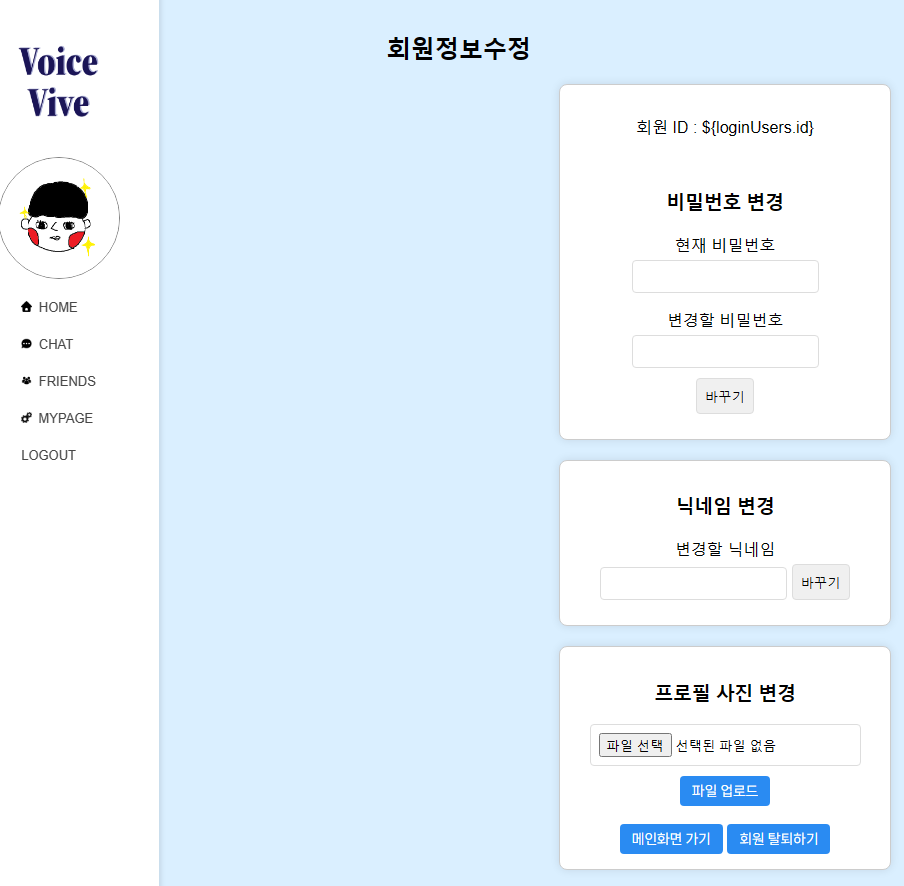 Voice
Vive
HOME
CHAT
FRIENDS
MYPAGE
LOGOUT
회원정보수정
회원 ID : ${loginUsers.id}
비밀번호 변경
현재 비밀번호
변경할 비밀번호
바꾸기
닉네임 변경
변경할 닉네임
바꾸기
프로필 사진 변경
파일 선택 선택된 파일 없음
파일 업로드
메인화면 가기 회원 탈퇴하기